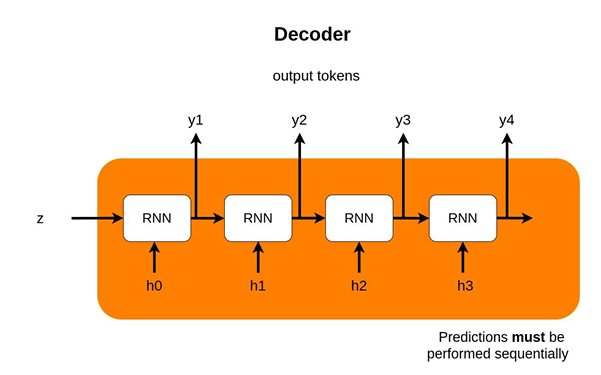 Decoder
output tokens
y1 y2 y3 y4
z RNN RNN RNN RNN
h0 h1 h2 h3
Predictions must be
performed sequentially